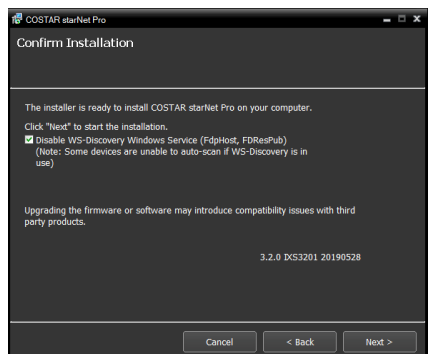 COSTAR starNet Pro
Confirm Installation
The installer is ready to install COSTAR starNet Pro on your computer.
Click "Next" to start the installation.
Disable WS-Discovery Windows Service (FdpHost, FDResPub)
(Note: Some devices are unable to auto-scan if WS-Discovery is in
use)
Upgrading the firmware or software may introduce compatibility issues with third
party products.
3.2.0 IXS3201 20190528
Cancel
< Back
Next >